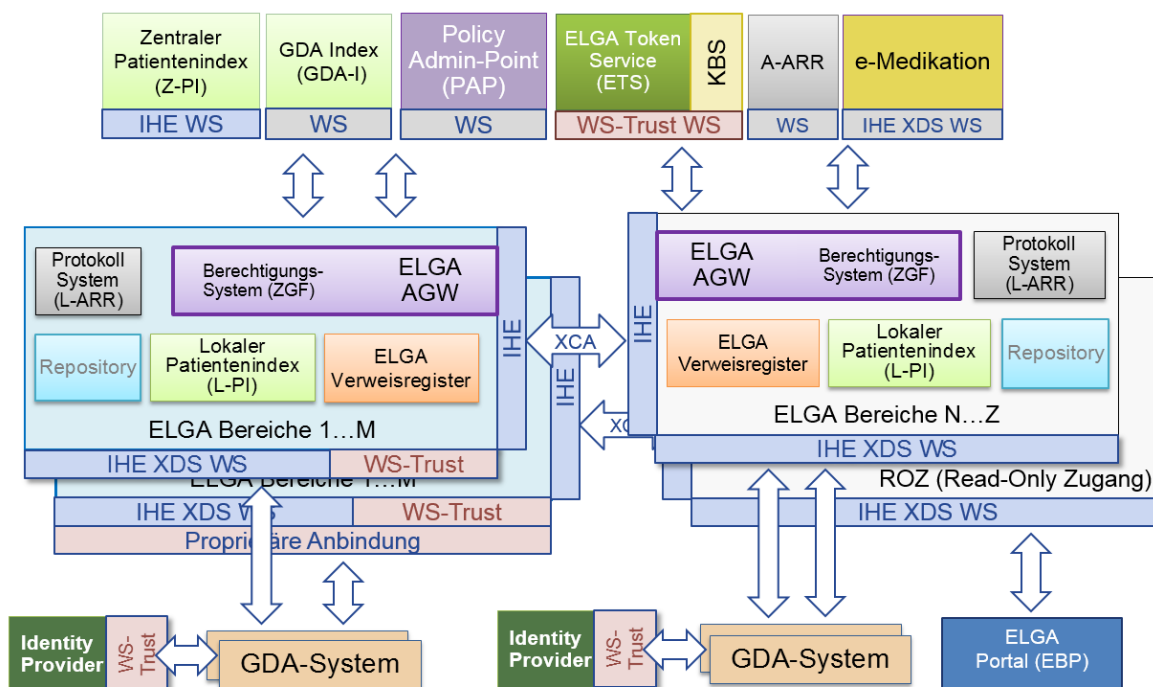 Zentraler
Patientenindex
(Z-PI)
IHE WS
GDA Index
(GDA-I)
WS
Policy
Admin-Point
(PAP)
WS
ELGA Token
Service
(ETS)
KBS
WS-Trust WS
A-ARR
WS
e-Medikation
IHE XDS WS
Protokoll
System
(L-ARR)
Berechtigungs-
System (ZGF)
ELGA
AGW
Repository
Lokaler
Patientenindex
(L-PI)
ELGA
Verweisregister
ELGA Bereiche 1...M
IHE
IHE XDS WS
WS-Trust
ELGA Bereiche 1...M
IHE
IHE XDS WS
WS-Trust
Proprietäre Anbindung
XCA
IHE
ELGA
AGW
Berechtigungs-
System (ZGF)
Protokoll
System
(L-ARR)
ELGA
Verweisregister
Lokaler
Patientenindex
(L-PI)
Repository
ELGA Bereiche N...Z
IHE XDS WS
ROZ (Read-Only Zugang)
IHE XDS WS
Identity
Provider
WS-
Trust
GDA-System
Identity
Provider
WS-
Trust
GDA-System
ELGA
Portal (EBP)